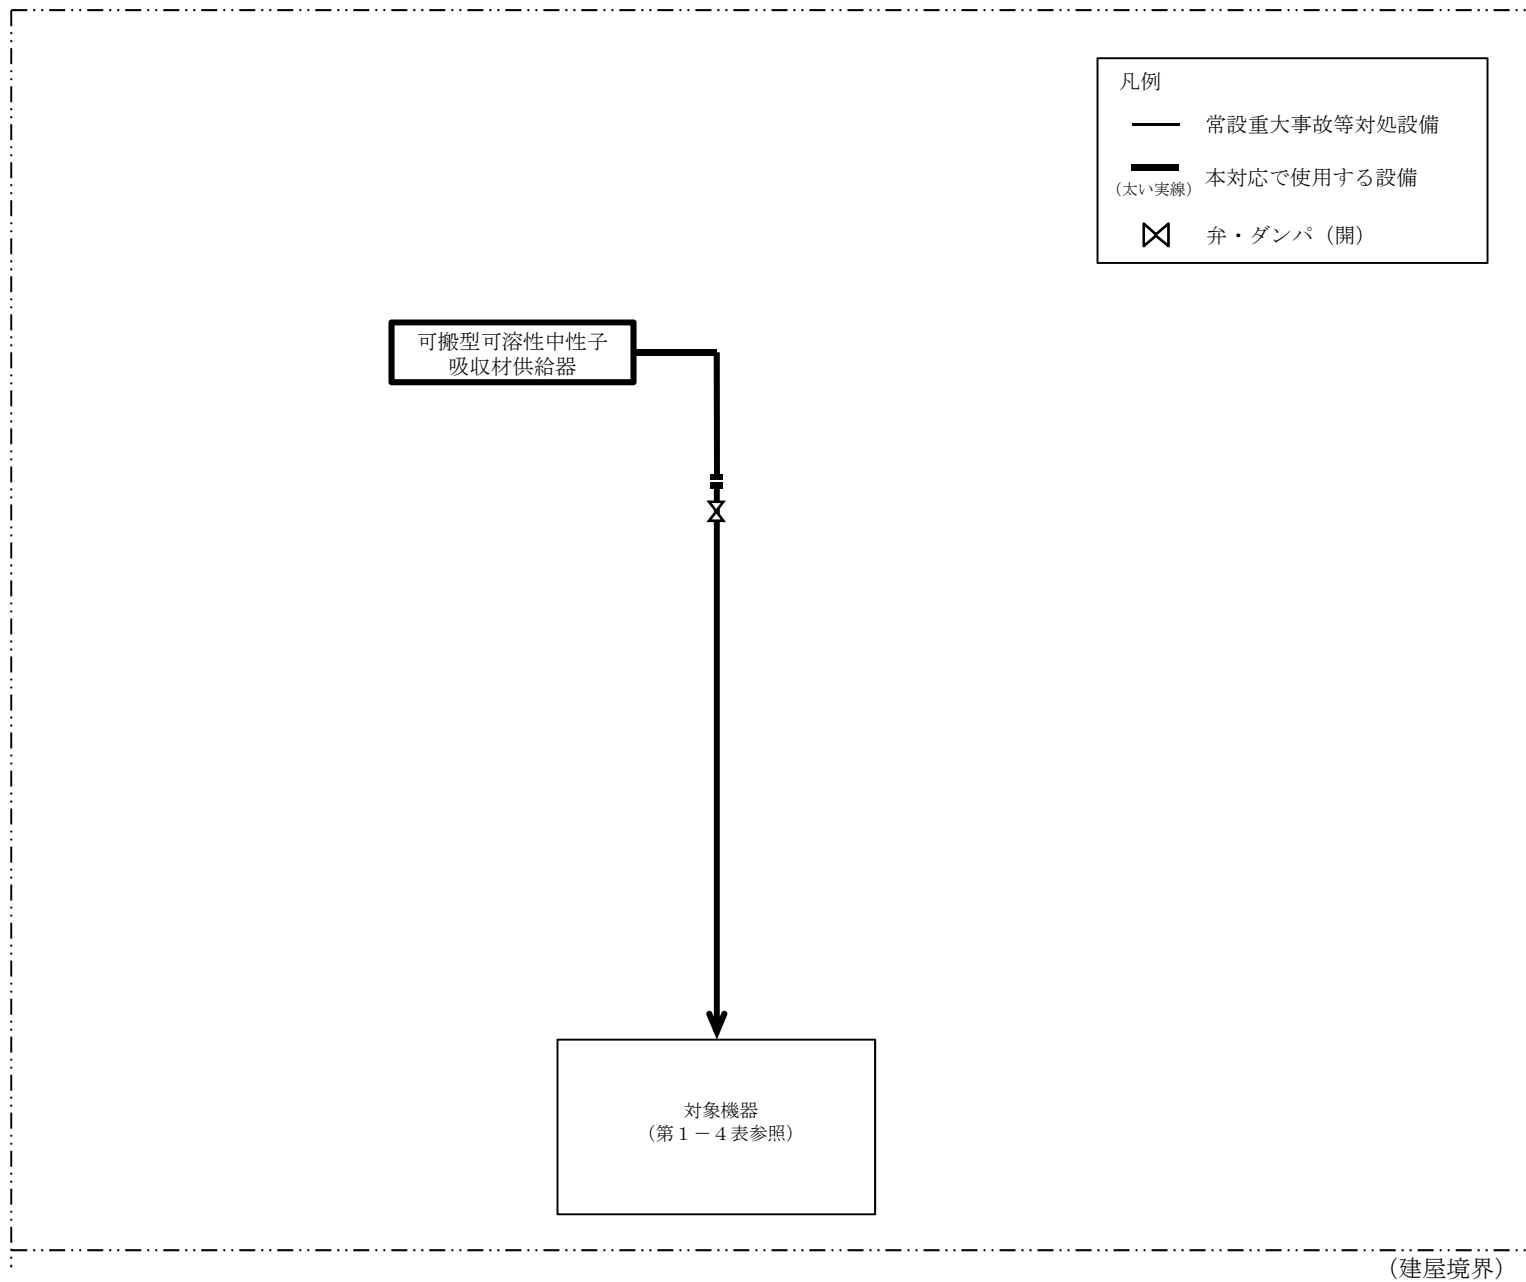 凡例
常設重大事故等対処設備
本対応で使用する設備
（太い実線）
弁・ダンパ（開）
可搬型可溶性中性子
吸収材供給器
対象機器
（第１－４表参照）
（建屋境界）